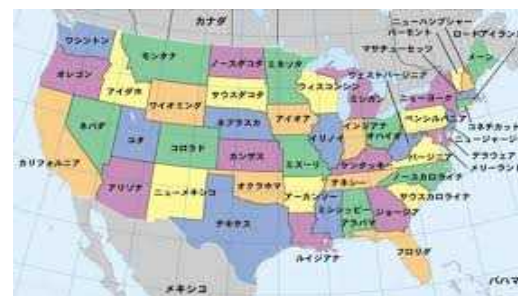 カナダ
ニューハンプシャー
バーモント
ロードアイラン
マサチューセッツ
メーン
ワシントン
モンタナ
ノースダコタ
ミネソタ
ウェストバージニア
オレゴン
アイダホ
サウスダコタ
ウィスコンシン
ミシガン
ニューヨーク
ワイオミング
ペンシルバニア
ネバダ
ネブラスカ
アイオア
コネチカット
ユタ
コロラド
イリノイ
インジアナ
オハイオ
ニュージャージ
カリフォルニア
カンザス
ミズーリ
ケンタッキー
バージニア
デラウェア
メリーランド
アリゾナ
ニューメキシコ
オクラホマ
テネシー
ノースカロライナ
アーカンソー
サウスカロライナ
テキサス
ミシシッピー
アラバマ
ジョージア
ルイジアナ
フロリダ
メキシコ
バハマ